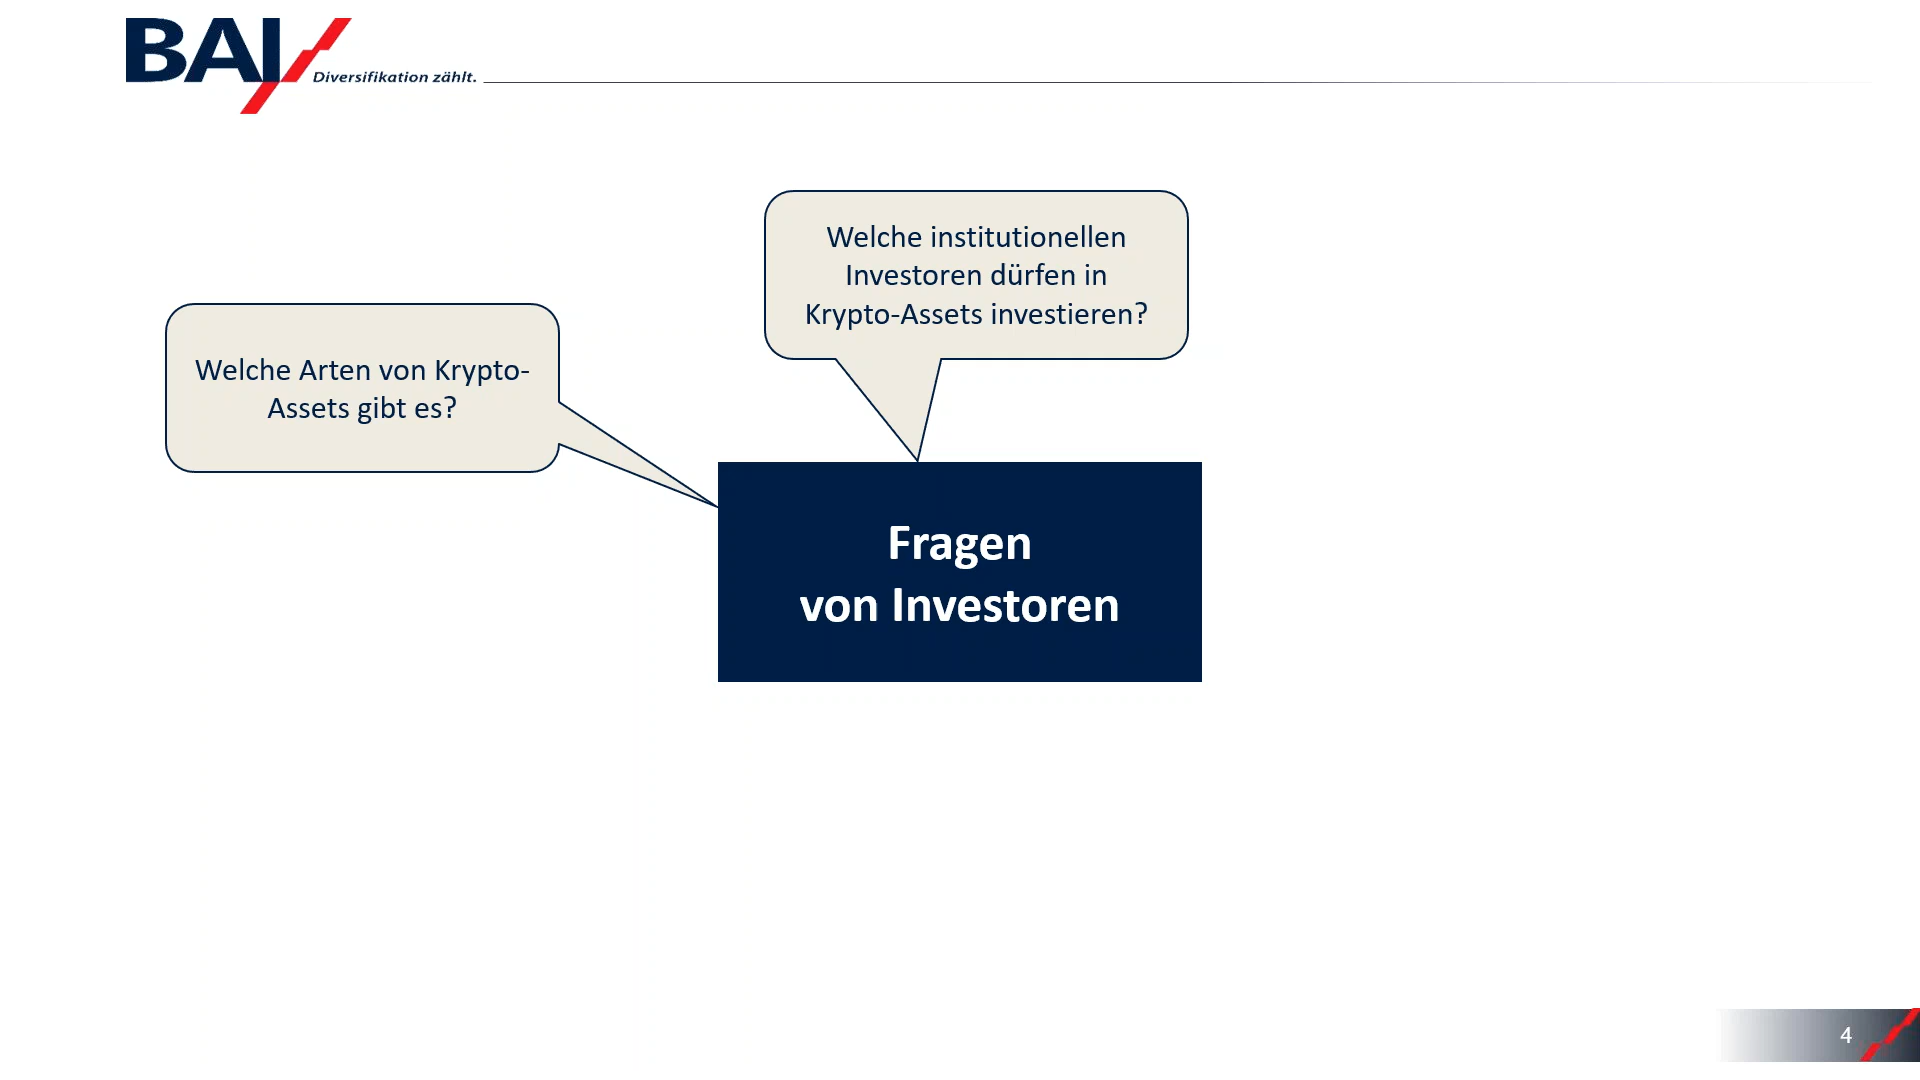 BAI
Diversifikation zählt.
Welche institutionellen
Investoren dürfen in
Krypto-Assets investieren?
Welche Arten von Krypto-
Assets gibt es?
Fragen
von Investoren
4